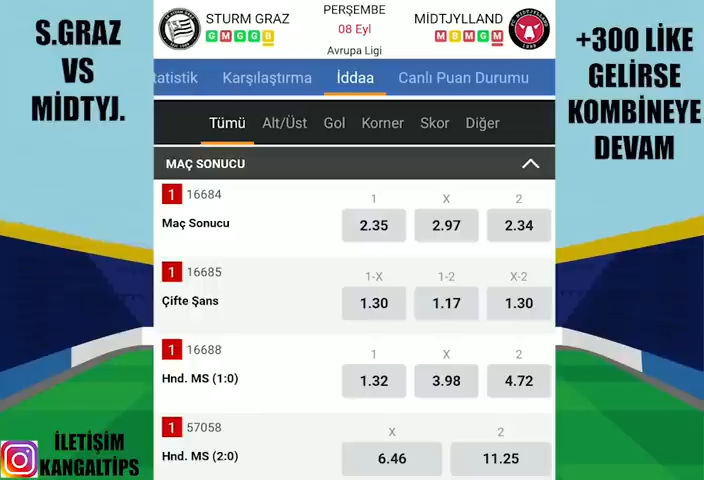 S.GRAZ
VS
MİDTYJ.
STURM GRAZ
G M G G B
PERŞEMBE
08 Eyl
Avrupa Ligi
MİDTJYLLAND
M B M G M
+300 LİKE
GELİRSE
KOMBİNEYE
DEVAM
tatistik Karşılaştırma İddaa Canlı Puan Durumu
Tümü Alt/Üst Gol Korner Skor Diğer
MAÇ SONUCU
1 16684 1 X 2
Maç Sonucu 2.35 2.97 2.34
1 16685 1-X 1-2 X-2
Çifte Şans 1.30 1.17 1.30
1 16688 1 X 2
Hnd. MS (1:0) 1.32 3.98 4.72
1 57058 X 2
Hnd. MS (2:0) 6.46 11.25
İLETİŞİM
KANGALTİPS